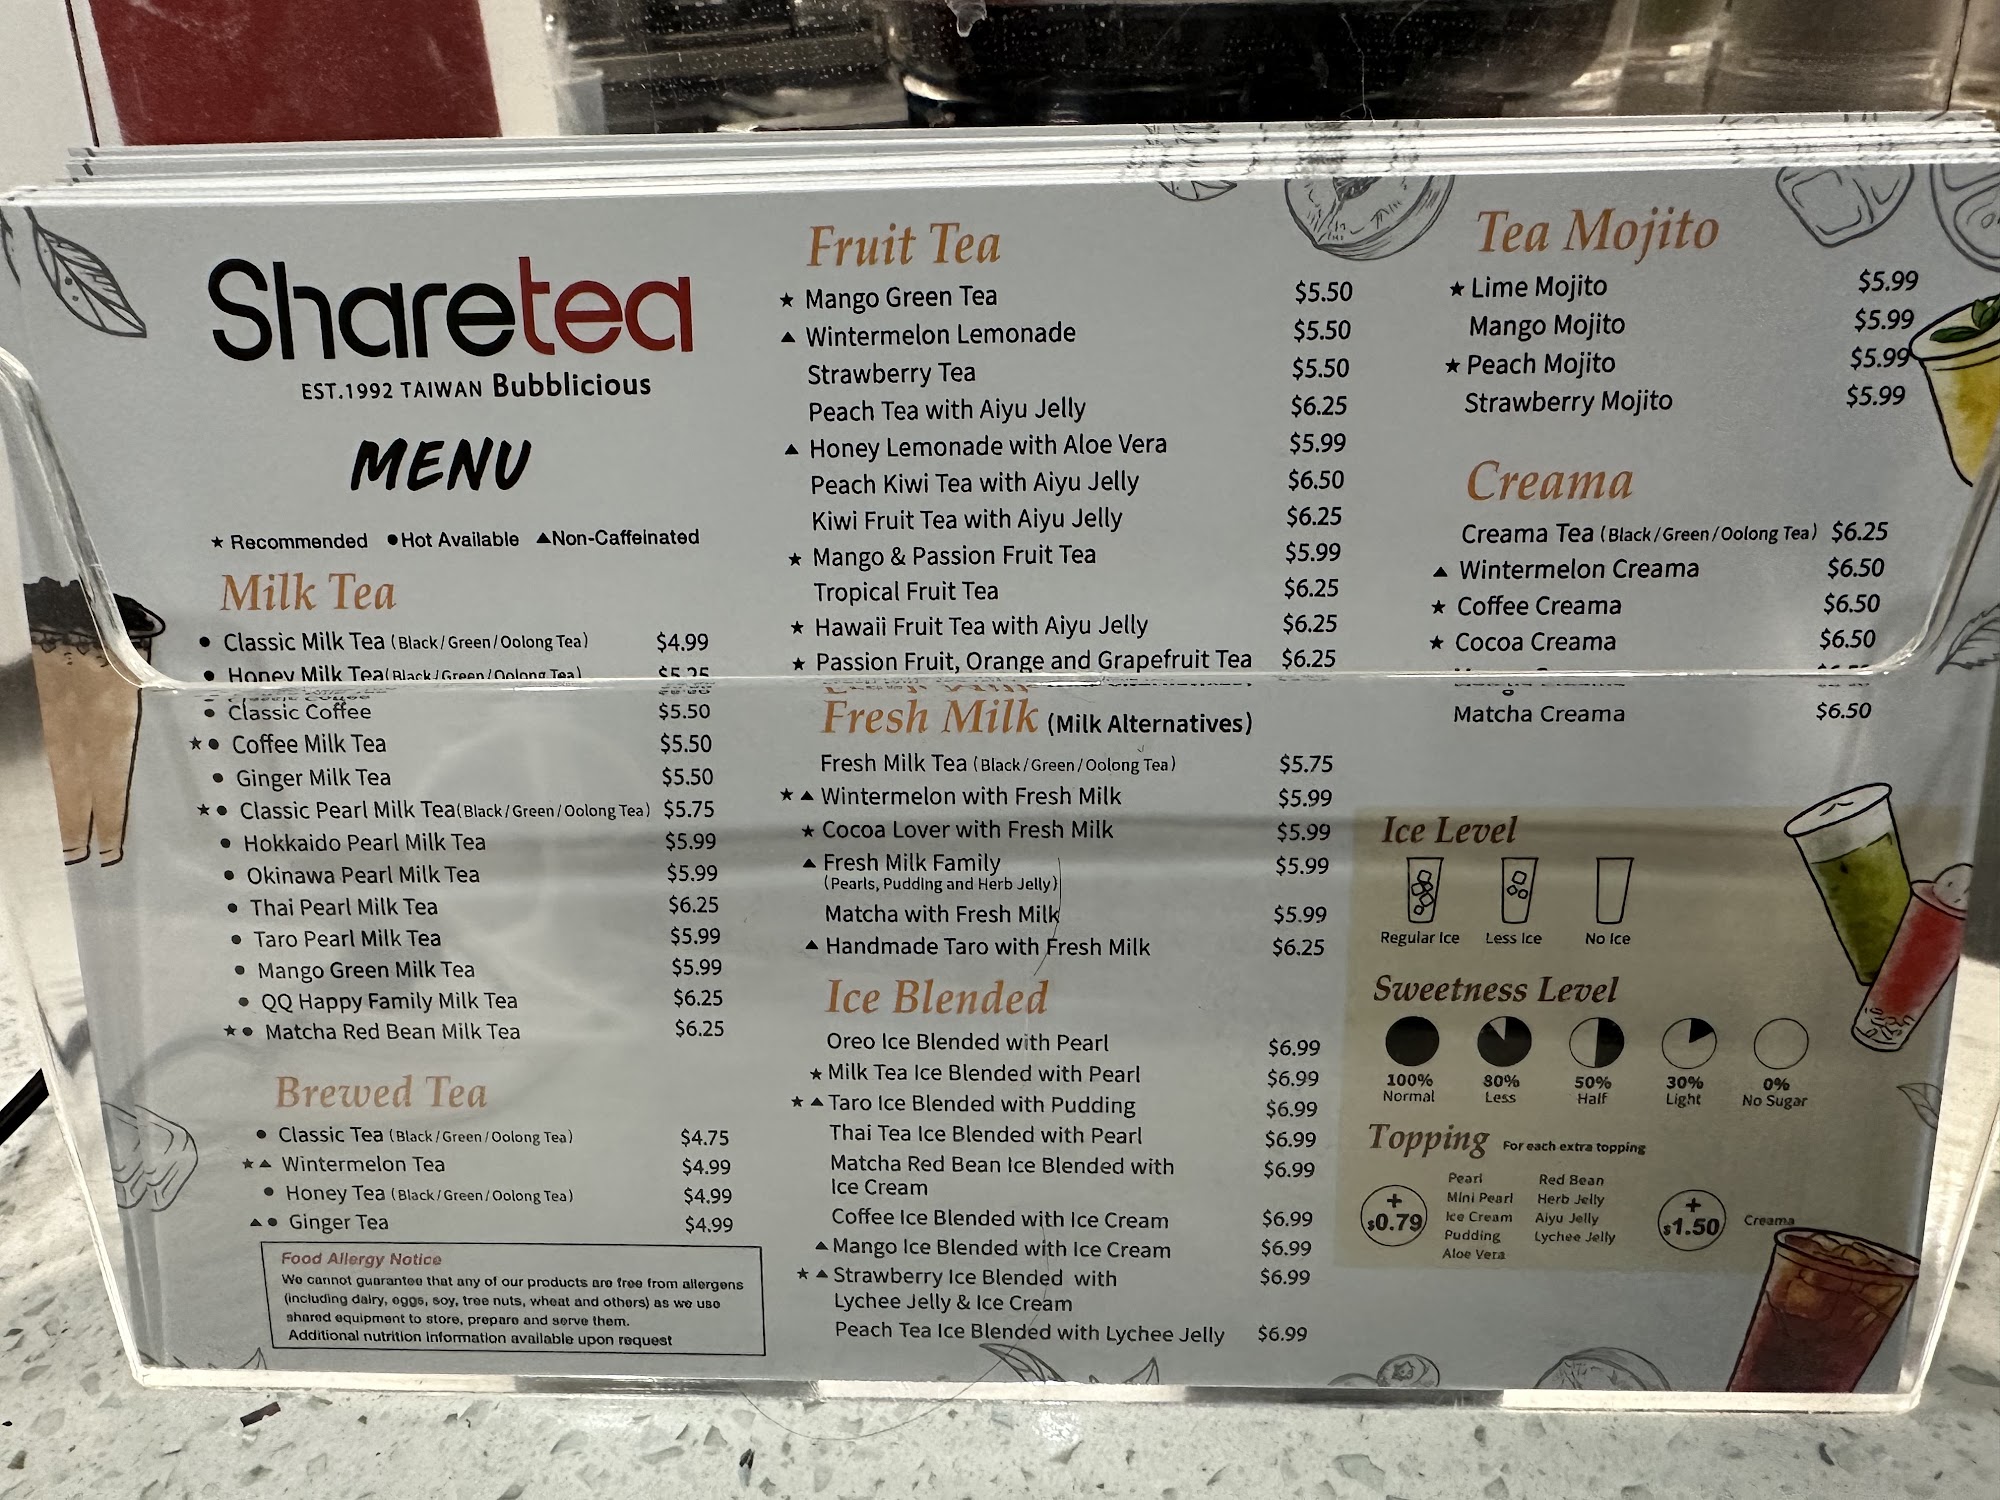 Sharetea
EST.1992 TAIWAN Bubblicious
MENU
★ Recommended ●Hot Available ▲Non-Caffeinated
Milk Tea
● Classic Milk Tea (Black/Green/Oolong Tea) $4.99
● Honey Milk Tea(Black/Green/Oolong Tea) $5.25
● Classic Coffee $5.50
★● Coffee Milk Tea $5.50
● Ginger Milk Tea $5.50
★● Classic Pearl Milk Tea(Black/Green/Oolong Tea) $5.75
● Hokkaido Pearl Milk Tea $5.99
● Okinawa Pearl Milk Tea $5.99
● Thai Pearl Milk Tea $6.25
● Taro Pearl Milk Tea $5.99
● Mango Green Milk Tea $5.99
● QQ Happy Family Milk Tea $6.25
★● Matcha Red Bean Milk Tea $6.25
Brewed Tea
● Classic Tea (Black/Green/Oolong Tea) $4.75
★▲ Wintermelon Tea $4.99
● Honey Tea (Black/Green/Oolong Tea) $4.99
▲● Ginger Tea $4.99
Food Allergy Notice
We cannot guarantee that any of our products are free from allergens
(including dairy, eggs, soy, tree nuts, wheat and others) as we use
shared equipment to store, prepare and serve them.
Additional nutrition information available upon request
Fruit Tea
★ Mango Green Tea $5.50
▲ Wintermelon Lemonade $5.50
Strawberry Tea $5.50
Peach Tea with Aiyu Jelly $6.25
▲ Honey Lemonade with Aloe Vera $5.99
Peach Kiwi Tea with Aiyu Jelly $6.50
Kiwi Fruit Tea with Aiyu Jelly $6.25
★ Mango & Passion Fruit Tea $5.99
Tropical Fruit Tea $6.25
★ Hawaii Fruit Tea with Aiyu Jelly $6.25
★ Passion Fruit, Orange and Grapefruit Tea $6.25
Fresh Milk (Milk Alternatives)
Fresh Milk Tea (Black/Green/Oolong Tea) $5.75
★▲ Wintermelon with Fresh Milk $5.99
★ Cocoa Lover with Fresh Milk $5.99
▲ Fresh Milk Family $5.99
(Pearls, Pudding and Herb Jelly)
Matcha with Fresh Milk $5.99
▲ Handmade Taro with Fresh Milk $6.25
Ice Blended
Oreo Ice Blended with Pearl $6.99
★ Milk Tea Ice Blended with Pearl $6.99
★▲ Taro Ice Blended with Pudding $6.99
Thai Tea Ice Blended with Pearl $6.99
Matcha Red Bean Ice Blended with $6.99
Ice Cream
Coffee Ice Blended with Ice Cream $6.99
▲ Mango Ice Blended with Ice Cream $6.99
★▲ Strawberry Ice Blended with $6.99
Lychee Jelly & Ice Cream
Peach Tea Ice Blended with Lychee Jelly $6.99
Tea Mojito
★ Lime Mojito $5.99
Mango Mojito $5.99
★ Peach Mojito $5.99
Strawberry Mojito $5.99
Creama
Creama Tea (Black/Green/Oolong Tea) $6.25
▲ Wintermelon Creama $6.50
★ Coffee Creama $6.50
★ Cocoa Creama $6.50
Matcha Creama $6.50
Ice Level
Regular Ice Less Ice No Ice
Sweetness Level
100% 80% 50% 30% 0%
Normal Less Half Light No Sugar
Topping For each extra topping
+ $0.79
Pearl Red Bean
Mini Pearl Herb Jelly
Ice Cream Aiyu Jelly
Pudding Lychee Jelly
Aloe Vera
+ $1.50 Creama